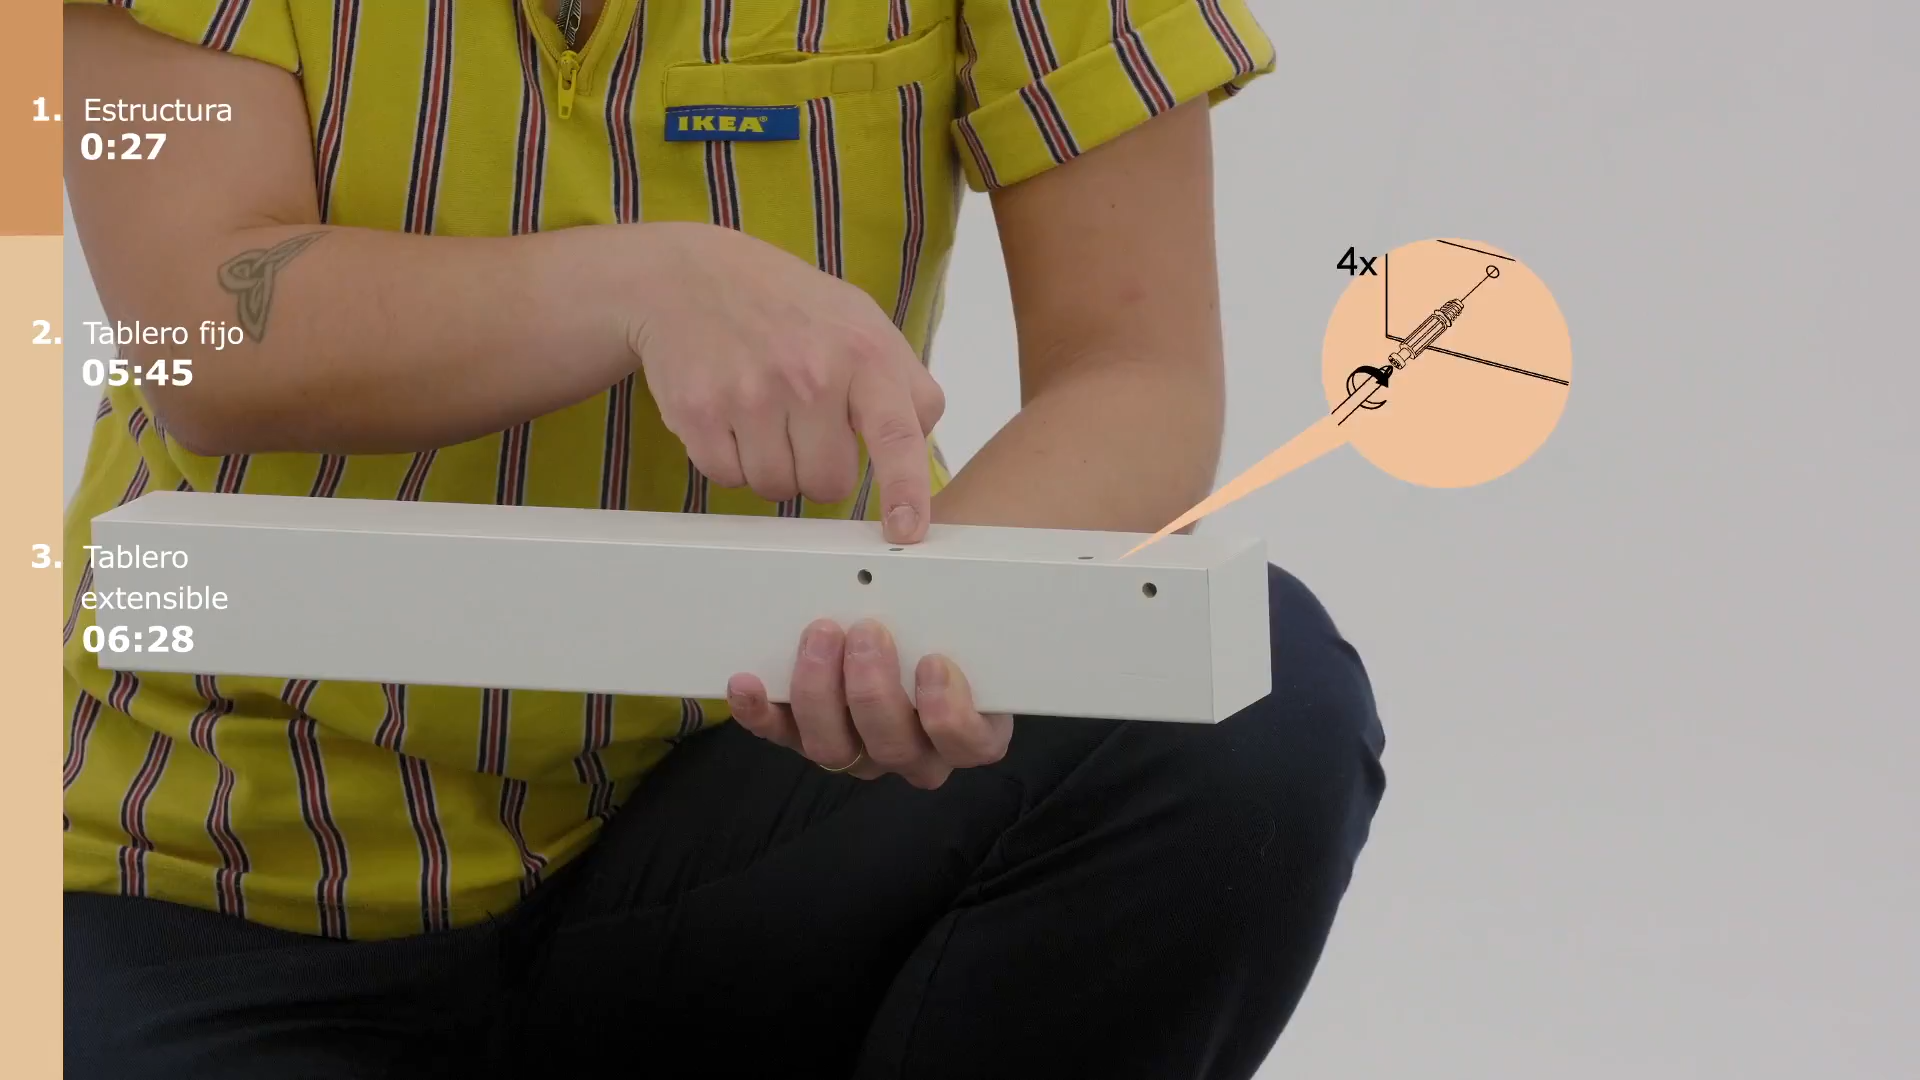 1. Estructura
0:27
2. Tablero fijo
05:45
3. Tablero
extensible
06:28
IKEA®
4x